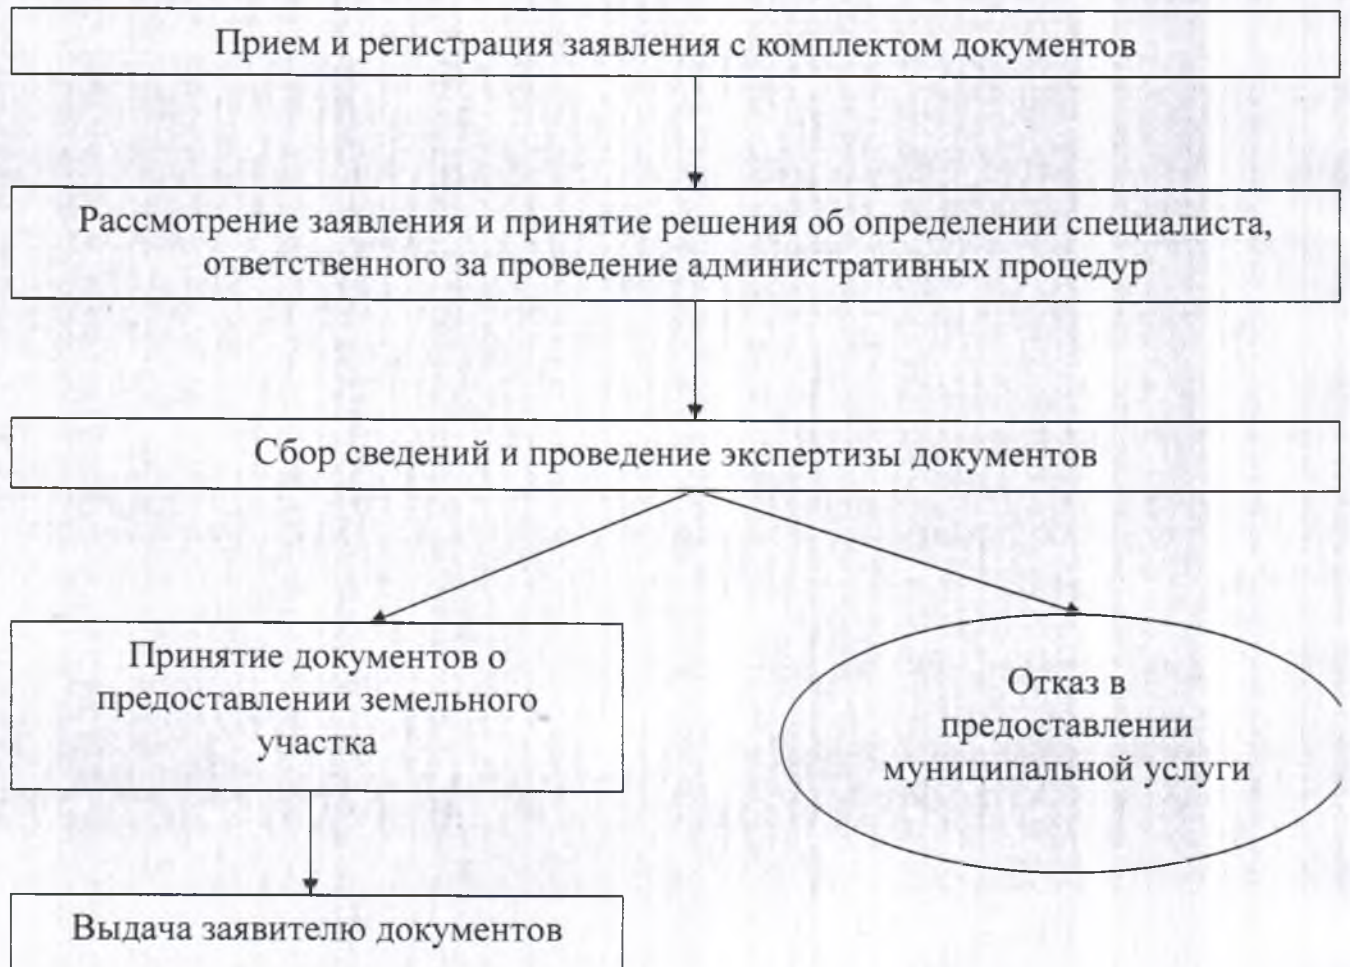 Прием и регистрация заявления с комплектом документов
Рассмотрение заявления и принятие решения об определении специалиста,
ответственного за проведение административных процедур
Сбор сведений и проведение экспертизы документов
Принятие документов о
предоставлении земельного
участка
Отказ в
предоставлении
муниципальной услуги
Выдача заявителю документов